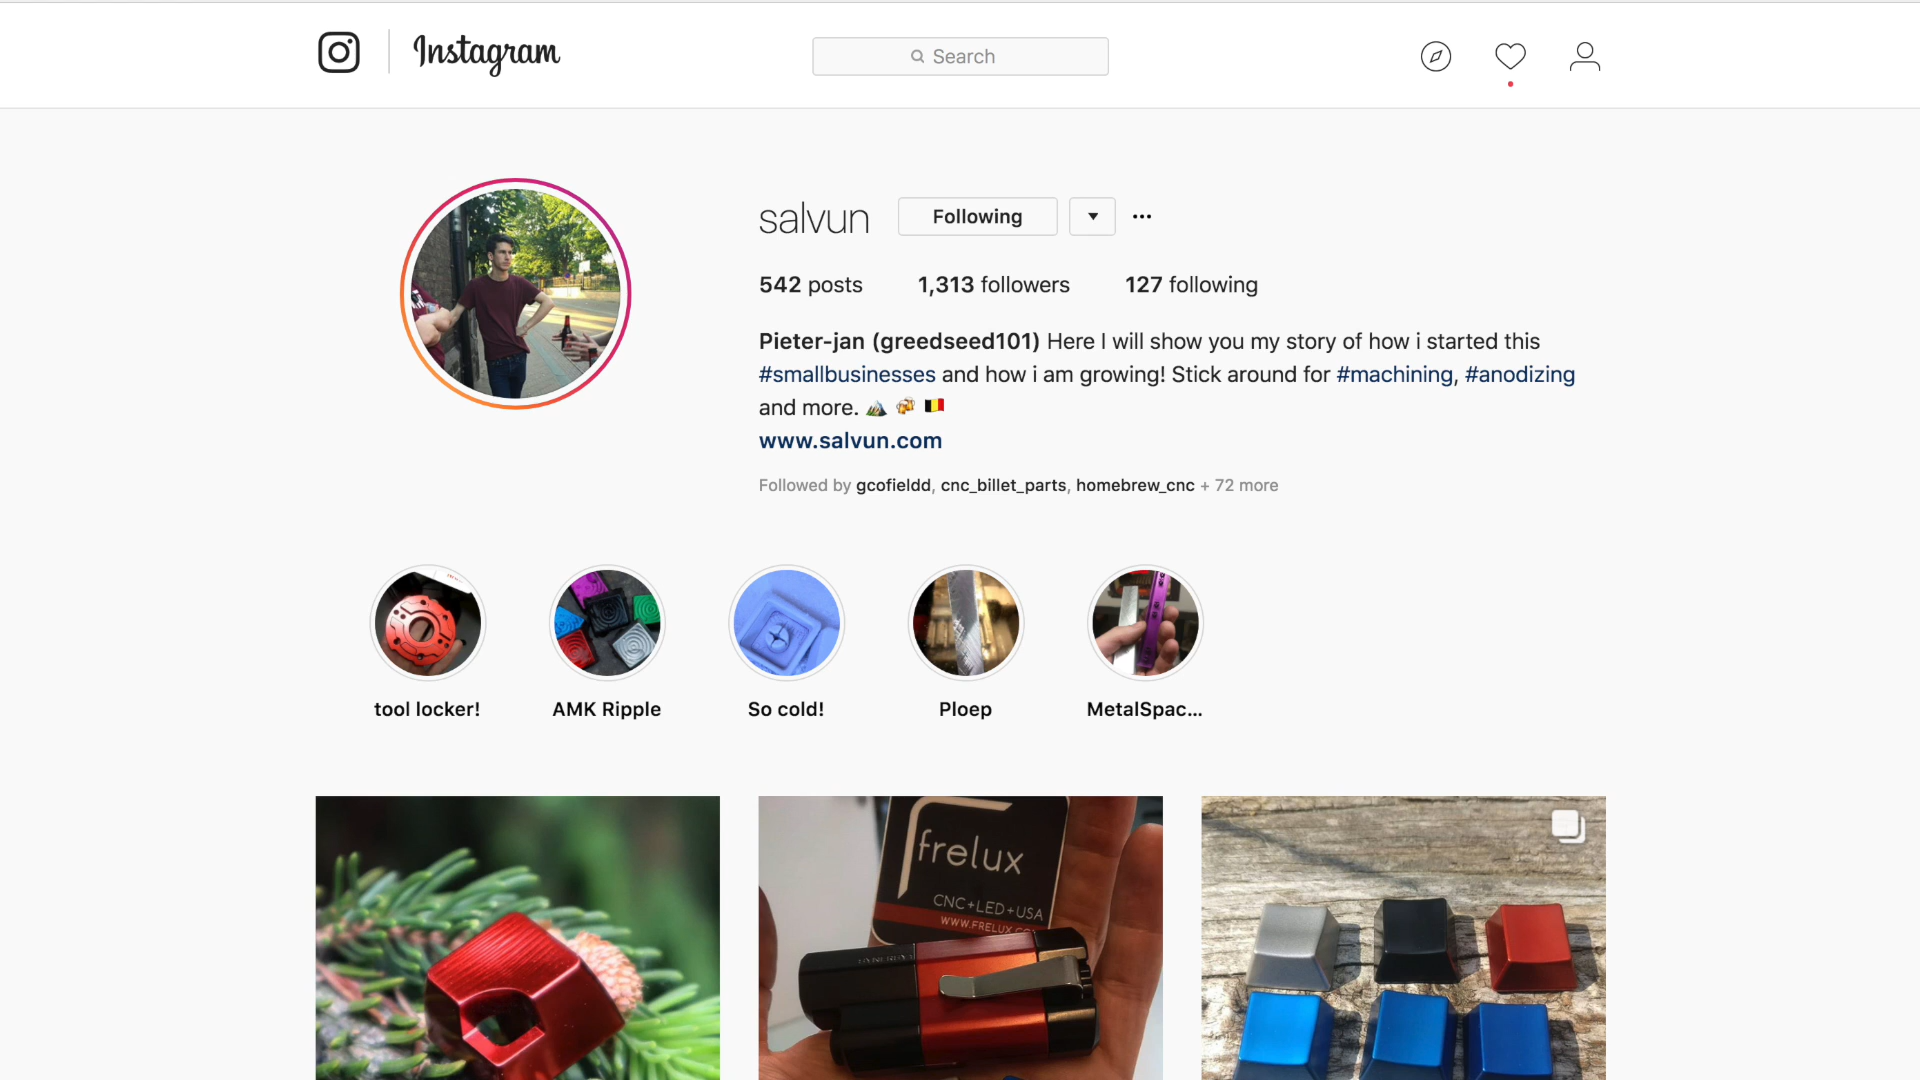 Instagram
Search
salvun
Following
542 posts
1,313 followers
127 following
Pieter-jan (greedseed101) Here I will show you my story of how i started this
#smallbusinesses and how i am growing! Stick around for #machining, #anodizing
and more. ⛰️ 🍻 🇧🇪
www.salvun.com
Followed by gcofieldd, cnc_billet_parts, homebrew_cnc + 72 more
tool locker!
AMK Ripple
So cold!
Ploep
MetalSpac...
frelux
CNC+LED+USA
WWW.FRELUX.COM